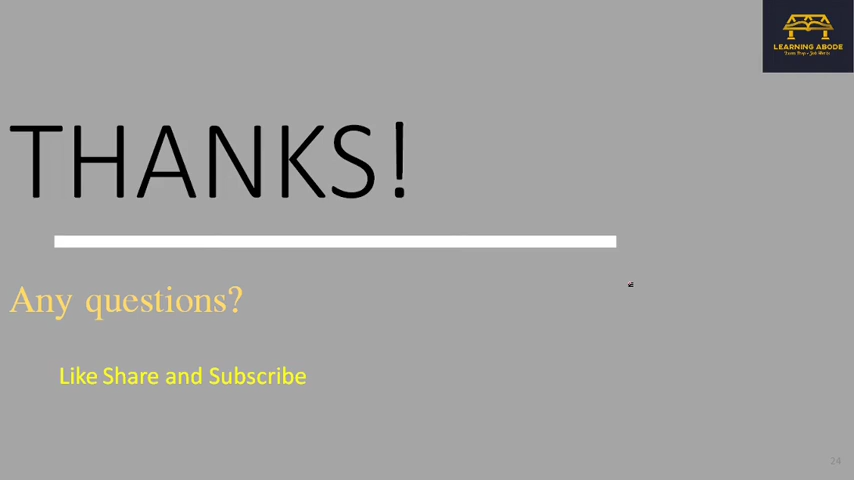 LEARNING ABODE
THANKS!
Any questions?
Like Share and Subscribe
24